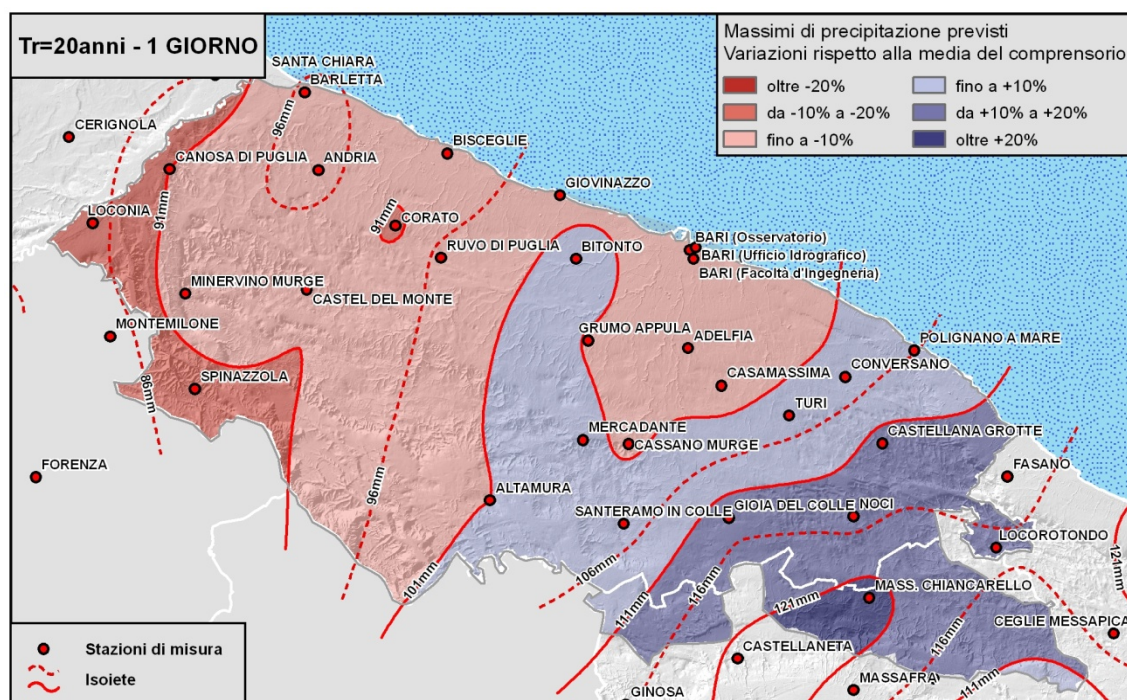 Tr=20anni - 1 GIORNO
Massimi di precipitazione previsti
Variazioni rispetto alla media del comprensorio
oltre -20%
fino a +10%
da -10% a -20%
da +10% a +20%
fino a -10%
oltre +20%
SANTA CHIARA
BARLETTA
96mm
CERIGNOLA
BISCEGLIE
CANOSA DI PUGLIA
ANDRIA
GIOVINAZZO
91mm
91mm
LOCONIA
CORATO
BARI (Osservatorio)
RUVO DI PUGLIA
BITONTO
BARI (Ufficio Idrografico)
BARI (Facoltà d'Ingegneria)
MINERVINO MURGE
CASTEL DEL MONTE
MONTEMILONE
GRUMO APPULA
ADELFIA
POLIGNANO A MARE
CONVERSANO
86mm
SPINAZZOLA
CASAMASSIMA
TURI
MERCADANTE
CASSANO MURGE
CASTELLANA GROTTE
FORENZA
96mm
FASANO
ALTAMURA
SANTERAMO IN COLLE
GIOIA DEL COLLE
NOCI
LOCOROTONDO
101mm
106mm
111mm
116mm
121mm
121mm
MASS. CHIANCARELLO
116mm
CEGLIE MESSAPICA
Stazioni di misura
CASTELLANETA
Isoiete
GINOSA
MASSAFRA
111mm